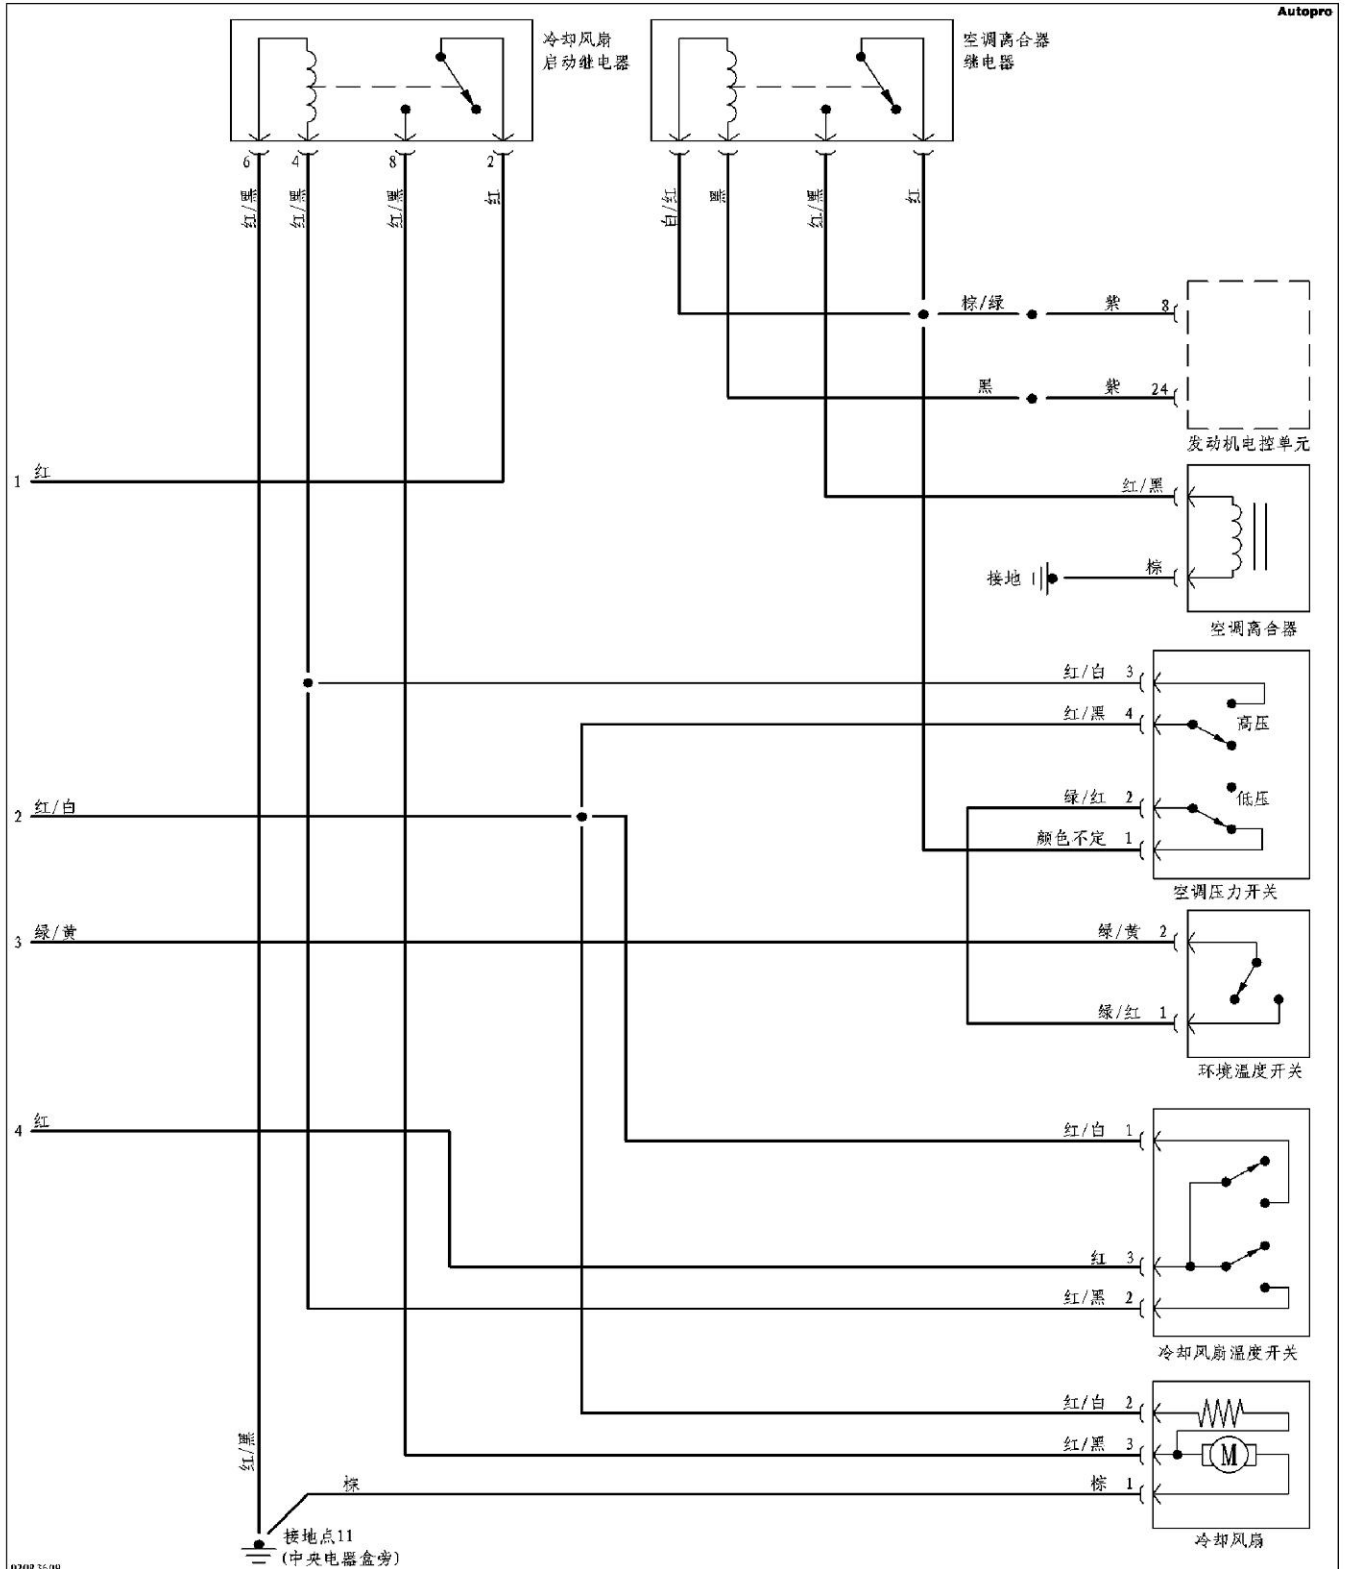 Autopro
冷却风扇
启动继电器
空调离合器
继电器
6
4
8
2
红/黑
红/黑
红/黑
红
白/红
黑
红/黑
红
棕/绿
紫
8
黑
紫
24
发动机电控单元
1
红
红/黑
接地
棕
空调离合器
红/白
3
红/黑
4
高压
2
红/白
绿/红
2
低压
颜色不定
1
空调压力开关
3
绿/黄
绿/黄
2
绿/红
1
环境温度开关
4
红
红/白
1
红
3
红/黑
2
冷却风扇温度开关
红/白
2
红/黑
红/黑
3
M
棕
棕
1
接地点11
(中央电器盒旁)
冷却风扇